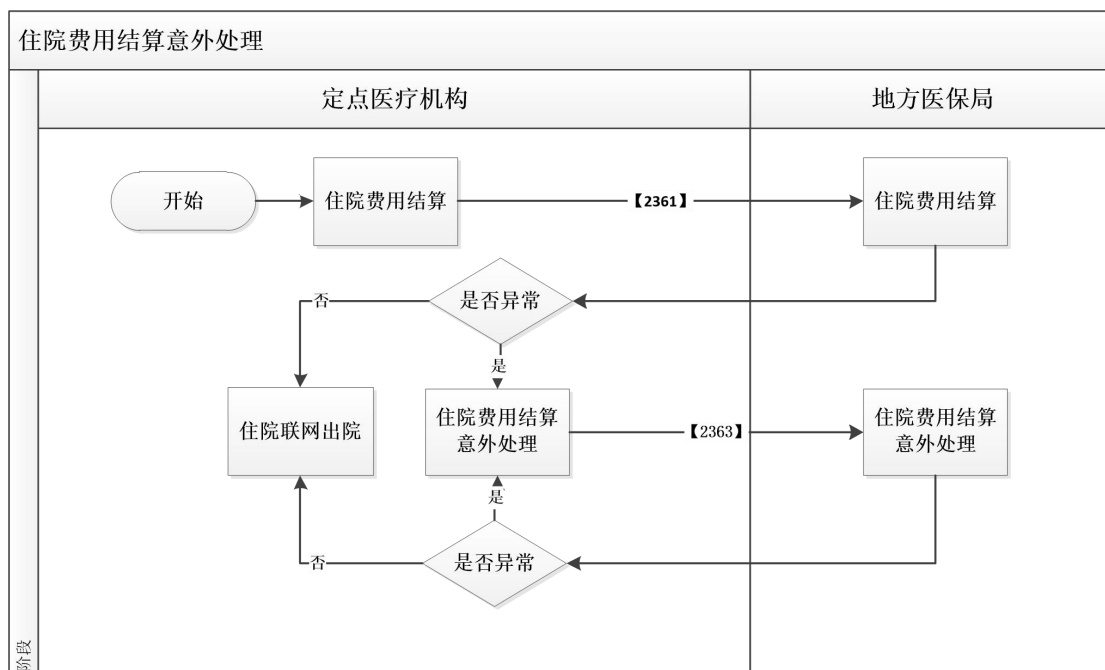 住院费用结算意外处理
定点医疗机构
地方医保局
开始
住院费用结算
【2361】
住院费用结算
是否异常
否
是
住院联网出院
住院费用结算
意外处理
【2363】
住院费用结算
意外处理
是
否
是否异常
阶段